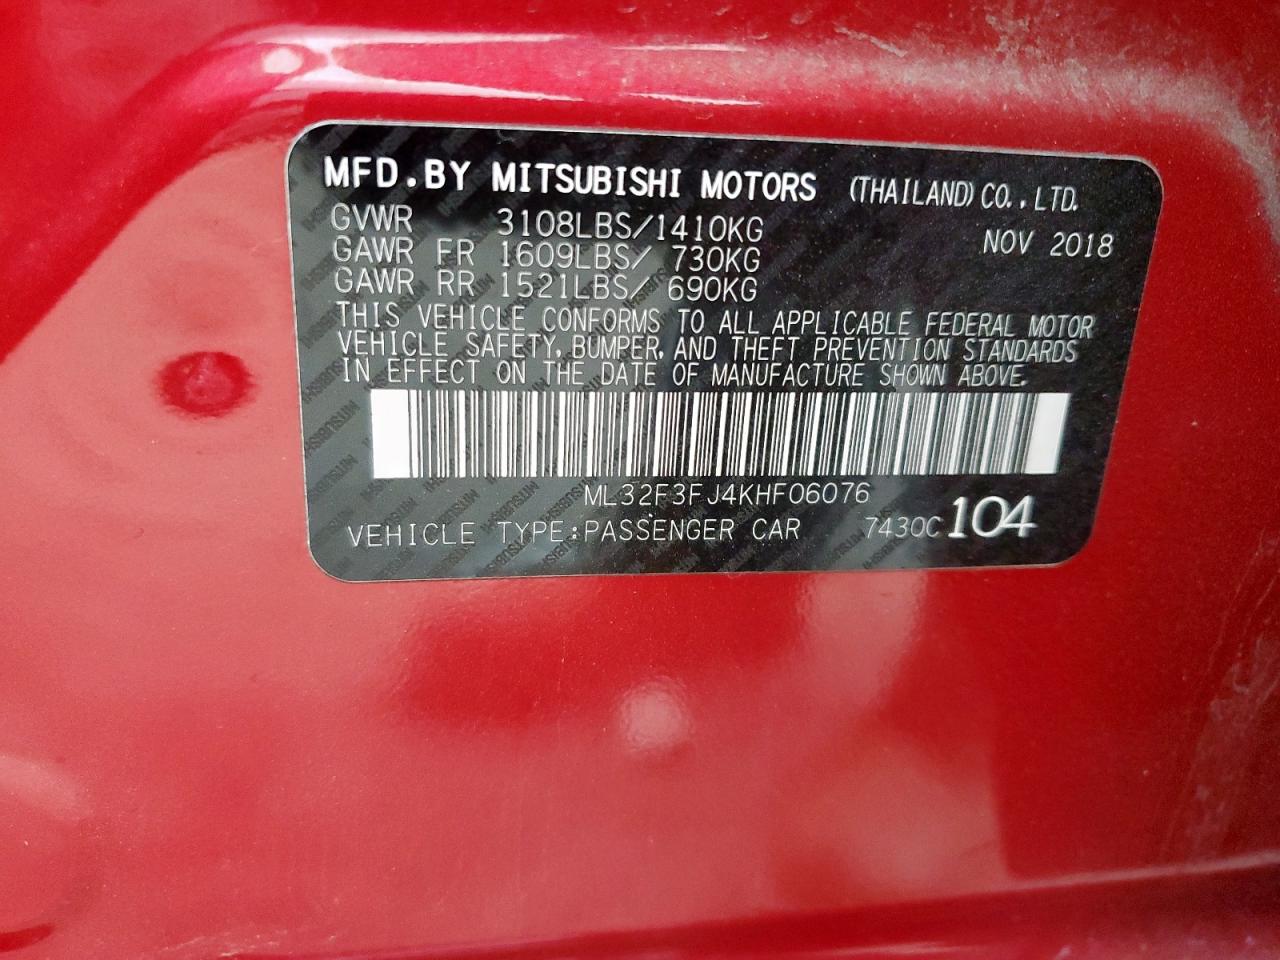 MFD.BY MITSUBISHI MOTORS (THAILAND) CO., LTD.
GVWR 3108LBS/1410KG NOV 2018
GAWR FR 1609LBS/ 730KG
GAWR RR 1521LBS/ 690KG
THIS VEHICLE CONFORMS TO ALL APPLICABLE FEDERAL MOTOR
VEHICLE SAFETY, BUMPER, AND THEFT PREVENTION STANDARDS
IN EFFECT ON THE DATE OF MANUFACTURE SHOWN ABOVE.
ML32F3FJ4KHF06076
VEHICLE TYPE:PASSENGER CAR 7430C 104